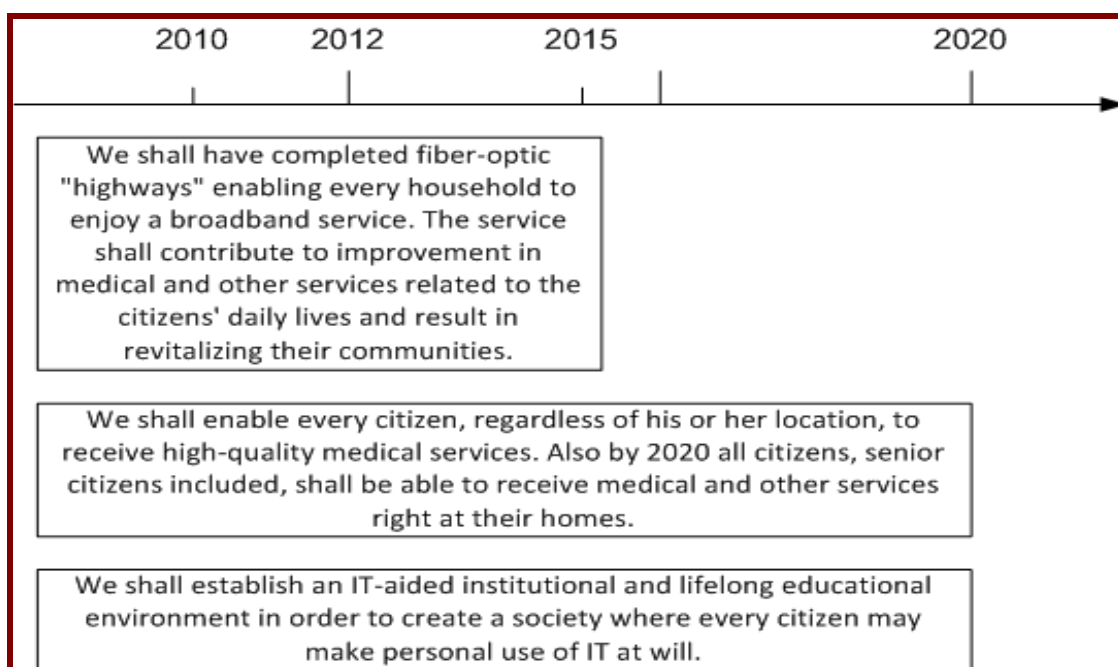 2010 2012 2015 2020
We shall have completed fiber-optic
"highways" enabling every household to
enjoy a broadband service. The service
shall contribute to improvement in
medical and other services related to the
citizens' daily lives and result in
revitalizing their communities.
We shall enable every citizen, regardless of his or her location, to
receive high-quality medical services. Also by 2020 all citizens, senior
citizens included, shall be able to receive medical and other services
right at their homes.
We shall establish an IT-aided institutional and lifelong educational
environment in order to create a society where every citizen may
make personal use of IT at will.